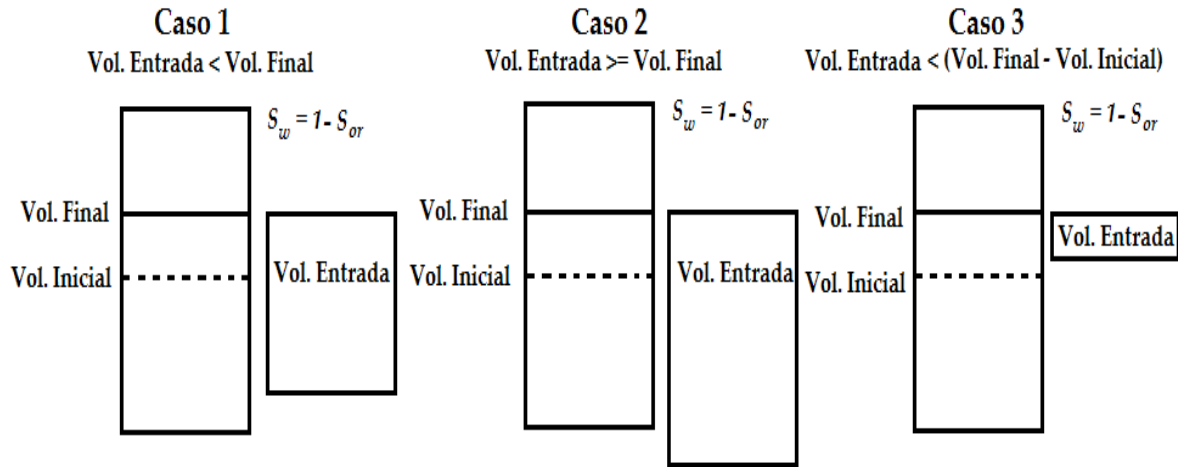 Caso 1
Vol. Entrada < Vol. Final
S_w = 1- S_or
Vol. Final
Vol. Inicial
Vol. Entrada
Caso 2
Vol. Entrada >= Vol. Final
S_w = 1- S_or
Vol. Final
Vol. Inicial
Vol. Entrada
Caso 3
Vol. Entrada < (Vol. Final - Vol. Inicial)
S_w = 1- S_or
Vol. Final
Vol. Entrada
Vol. Inicial